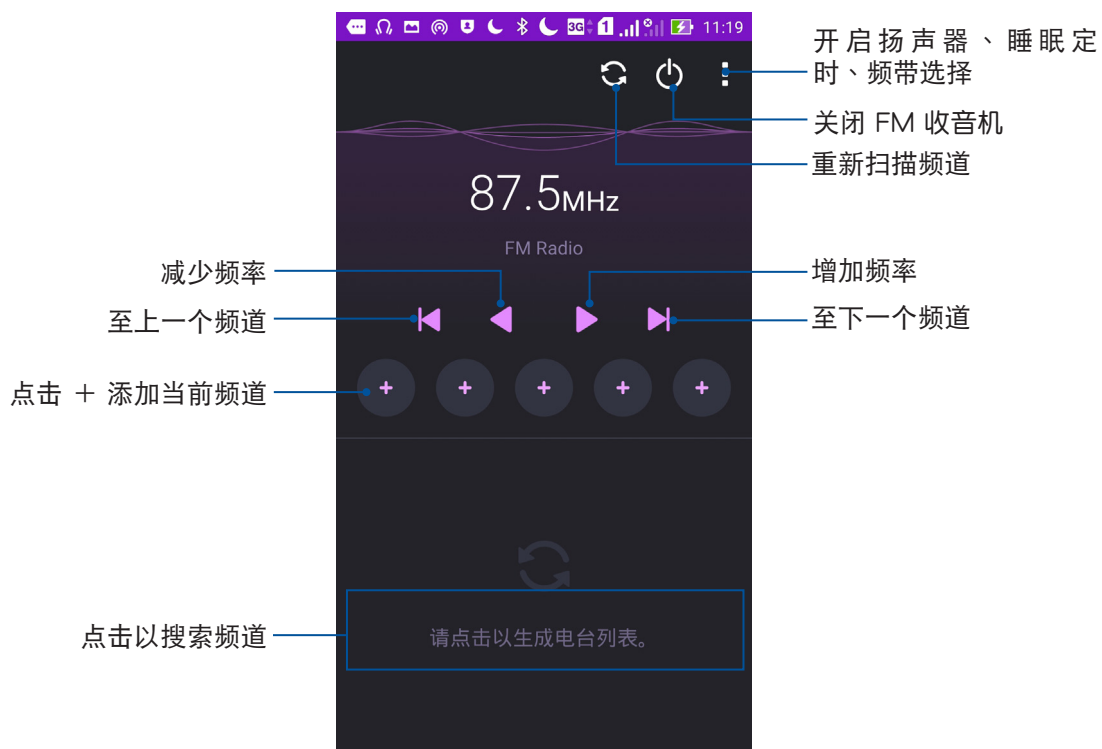 3G 1 11:19
开启扬声器、睡眠定
时、频带选择
关闭 FM 收音机
重新扫描频道
87.5MHz
FM Radio
减少频率
增加频率
至上一个频道
至下一个频道
点击 + 添加当前频道
+ + + + +
点击以搜索频道
请点击以生成电台列表。